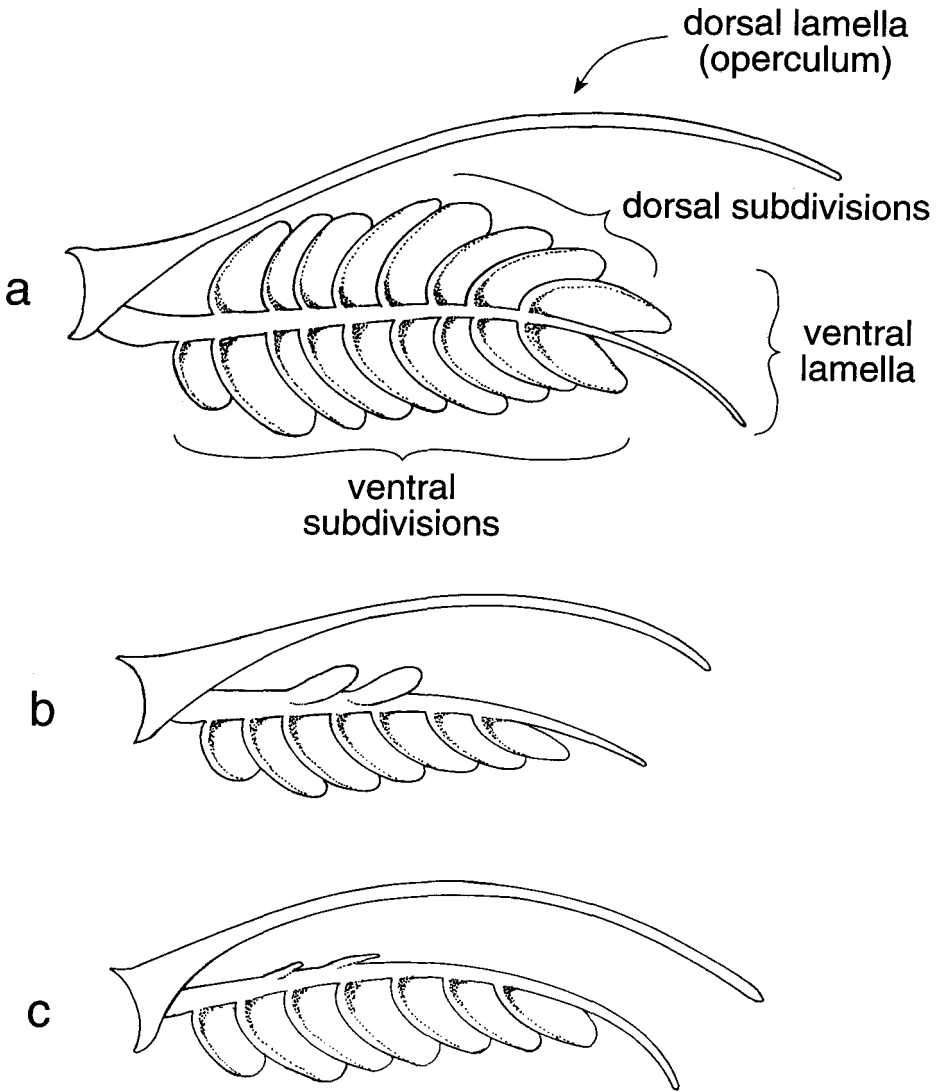 dorsal lamella
(operculum)
dorsal subdivisions
a
ventral
lamella
ventral
subdivisions
b
c